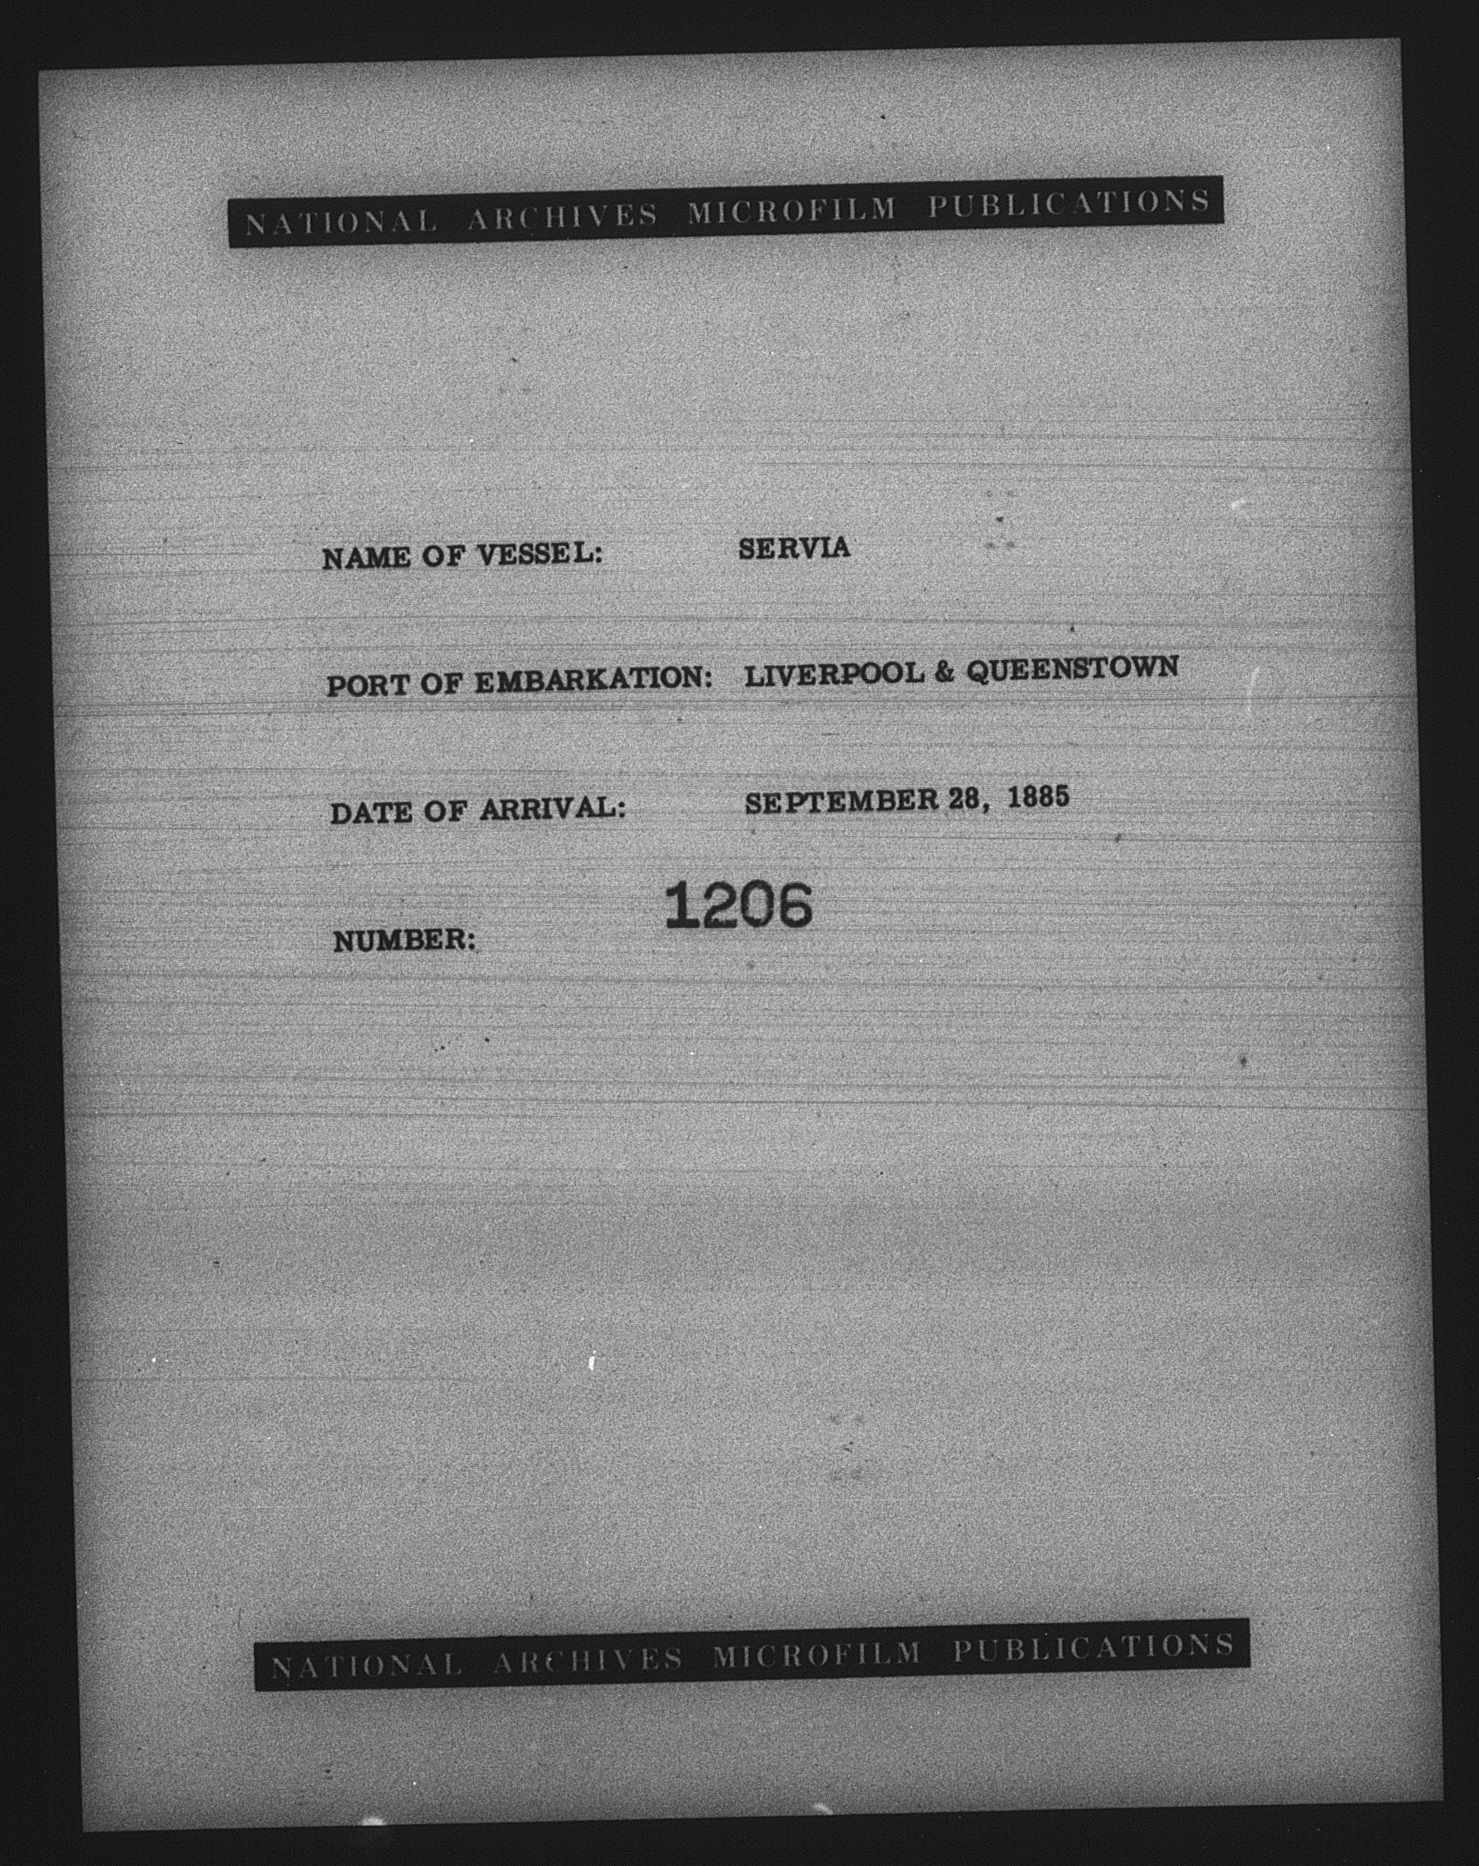 NATIONAL ARCHIVES MICROFILM PUBLICATIONS
NAME OF VESSEL: SERVIA
PORT OF EMBARKATION: LIVERPOOL & QUEENSTOWN
DATE OF ARRIVAL: SEPTEMBER 28, 1885
NUMBER: 1206
NATIONAL ARCHIVES MICROFILM PUBLICATIONS